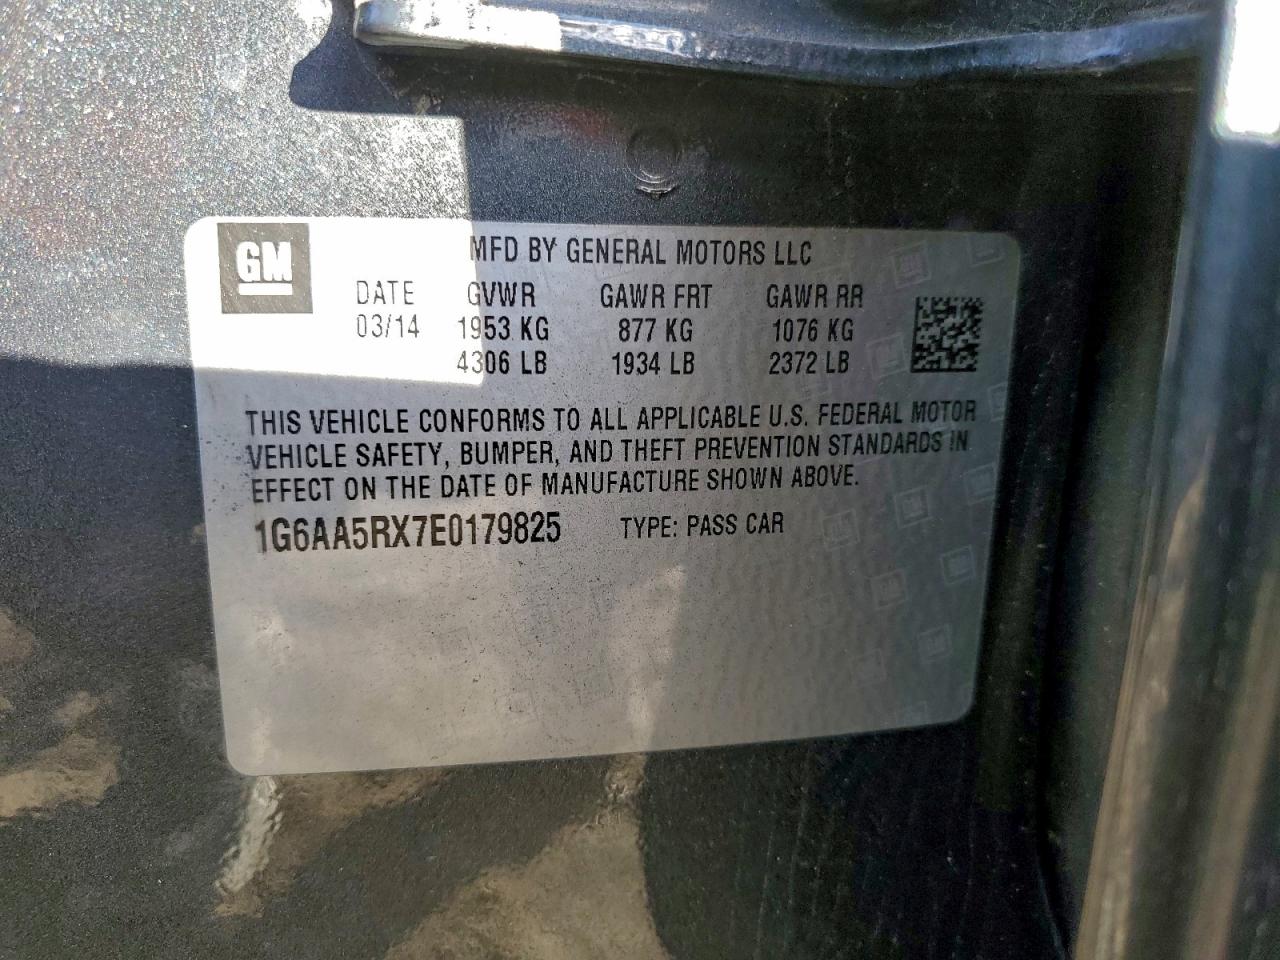 GM
MFD BY GENERAL MOTORS LLC
DATE GVWR GAWR FRT GAWR RR
03/14 1953 KG 877 KG 1076 KG
4306 LB 1934 LB 2372 LB
THIS VEHICLE CONFORMS TO ALL APPLICABLE U.S. FEDERAL MOTOR
VEHICLE SAFETY, BUMPER, AND THEFT PREVENTION STANDARDS IN
EFFECT ON THE DATE OF MANUFACTURE SHOWN ABOVE.
1G6AA5RX7E0179825 TYPE: PASS CAR